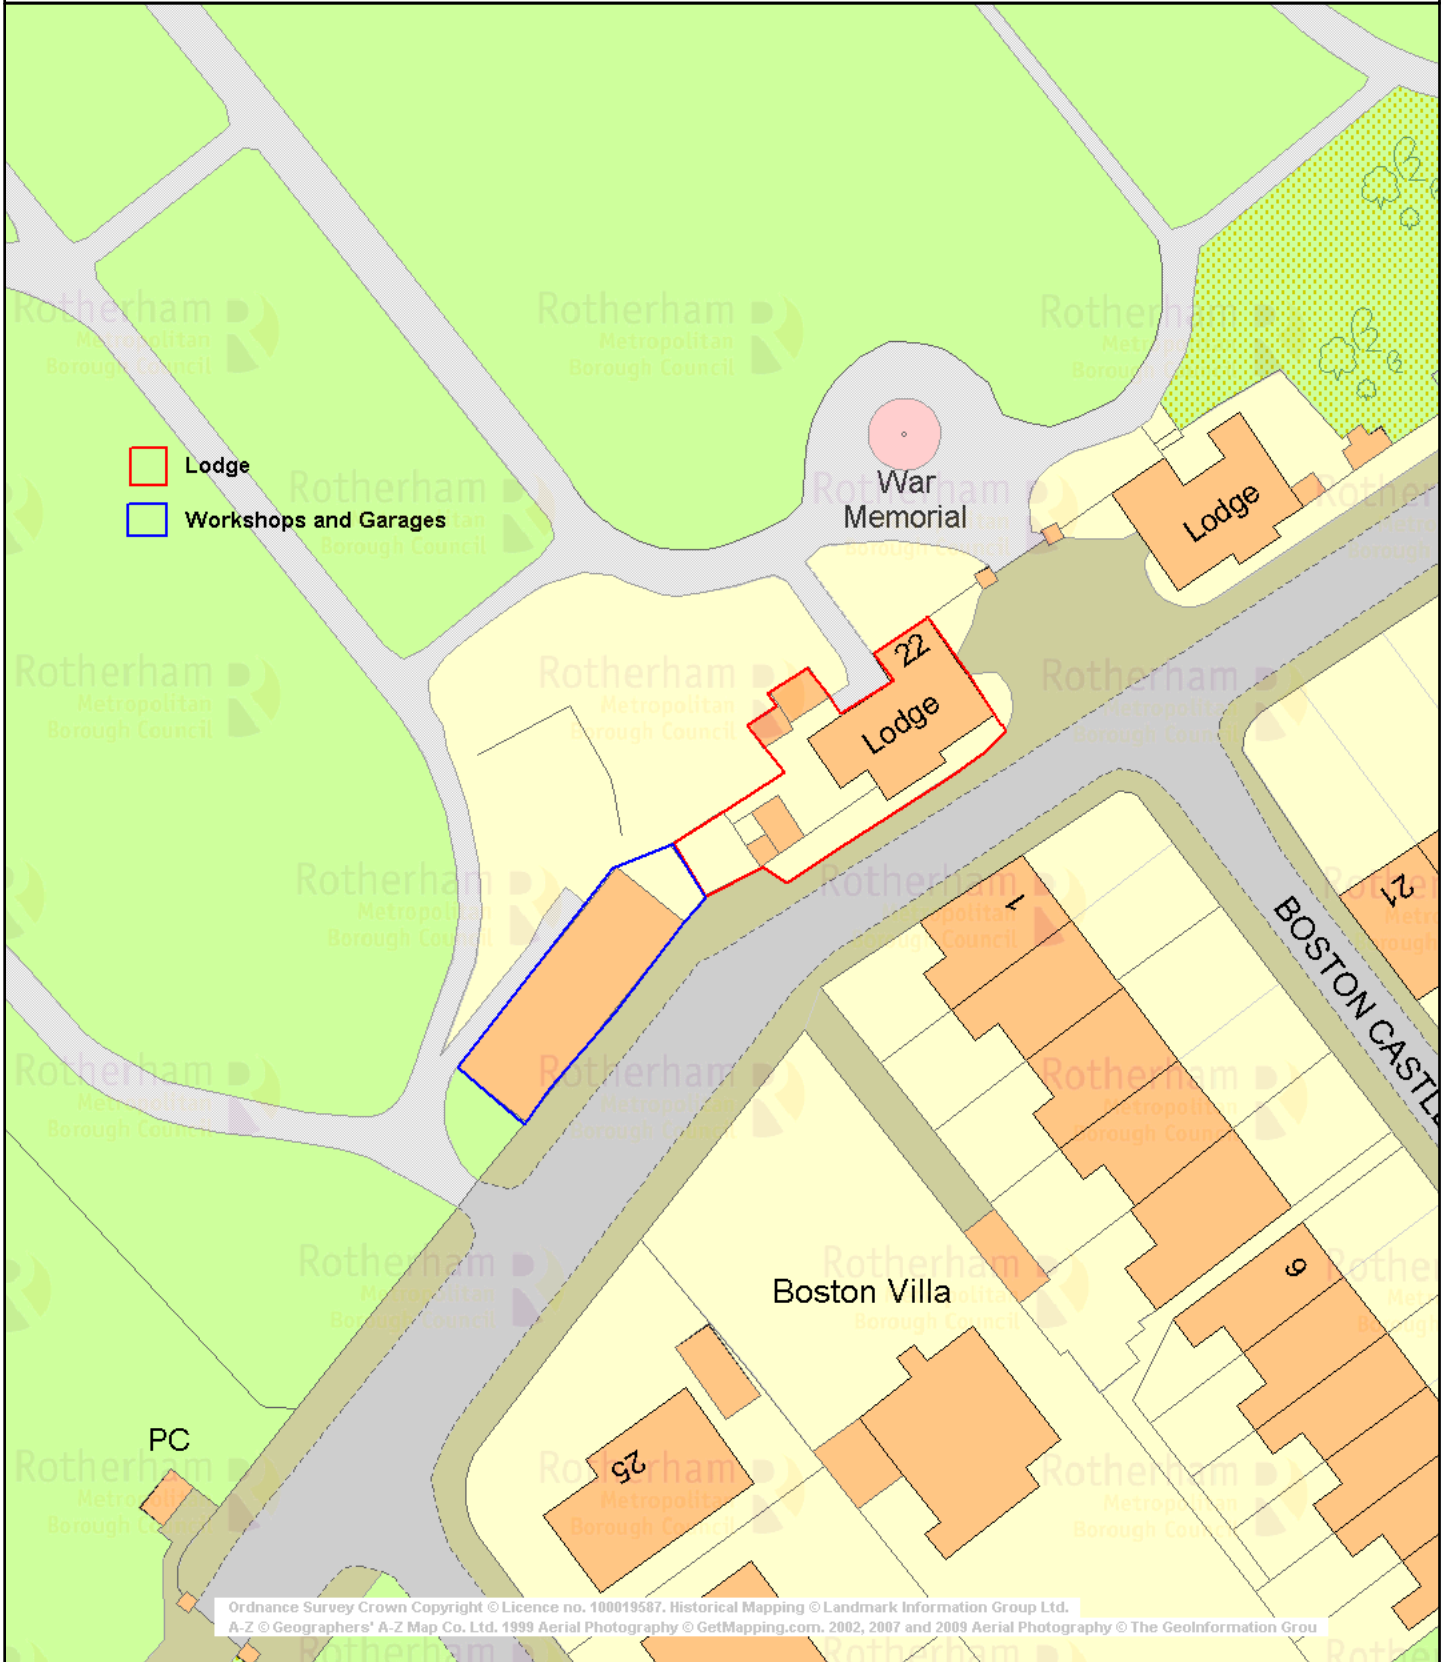 Lodge
Workshops and Garages
War
Memorial
Lodge
22
Lodge
1
21
BOSTON CASTLE
9
Boston Villa
25
PC
Rotherham
Metropolitan
Borough Council
Ordnance Survey Crown Copyright © Licence no. 100019587. Historical Mapping © Landmark Information Group Ltd.
A-Z © Geographers' A-Z Map Co. Ltd. 1999 Aerial Photography © GetMapping.com. 2002, 2007 and 2009 Aerial Photography © The GeoInformation Grou